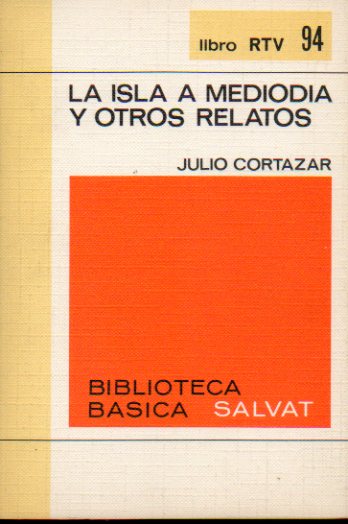 libro RTV 94
LA ISLA A MEDIODIA
Y OTROS RELATOS
JULIO CORTAZAR
BIBLIOTECA
BASICA SALVAT